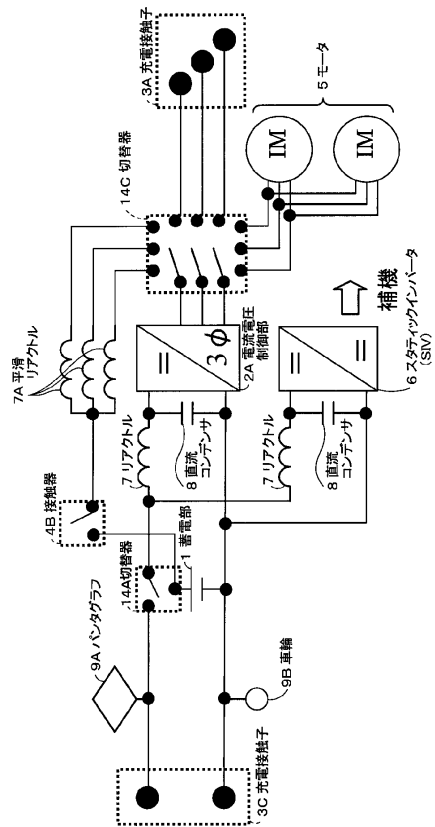 3A 充電接触子
14C 切替器
5 モータ
IM
IM
7A 平滑
リアクトル
3φ
2A 電流電圧
制御部
補機
6 スタティックインバータ
(SIV)
4B 接触器
7 リアクトル
8 直流
コンデンサ
7 リアクトル
8 直流
コンデンサ
14A切替器
1 蓄電部
9A パンタグラフ
9B 車輪
3C 充電接触子